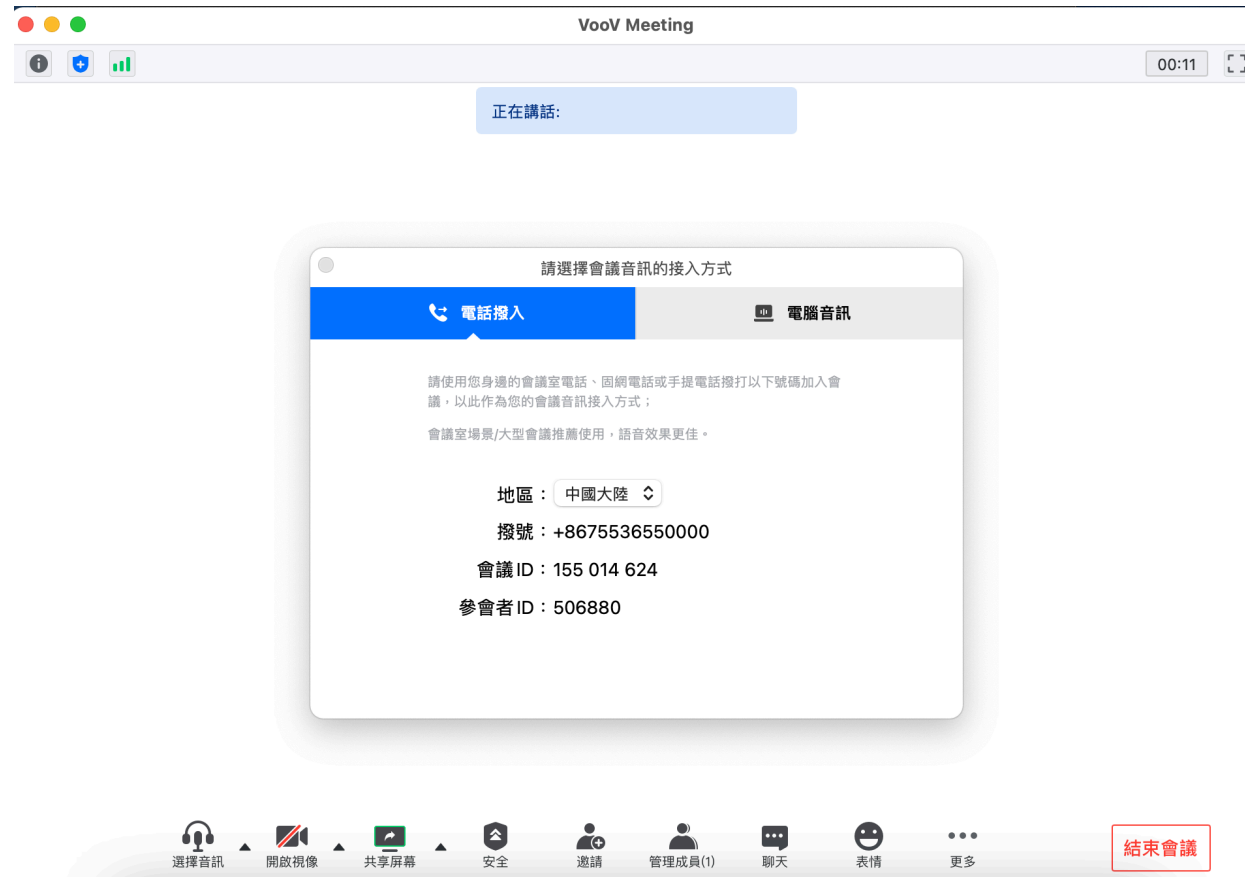 VooV Meeting
00:11
正在講話:
請選擇會議音訊的接入方式
電話撥入
電腦音訊
請使用您身邊的會議室電話、固網電話或手提電話撥打以下號碼加入會
議，以此作為您的會議音訊接入方式；
會議室場景/大型會議推薦使用，語音效果更佳。
地區：中國大陸
撥號：+8675536550000
會議ID：155 014 624
參會者ID：506880
選擇音訊
開啟視像
共享屏幕
安全
邀請
管理成員(1)
聊天
表情
更多
結束會議